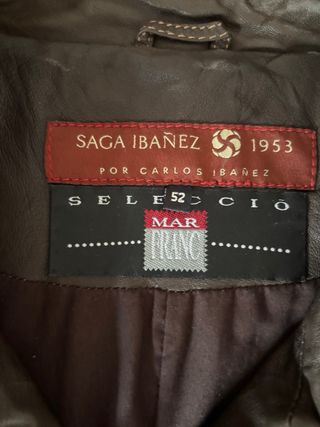 SAGA IBAÑEZ 1953
POR CARLOS IBAÑEZ
52
SELECCIÓ
MAR
FRANC